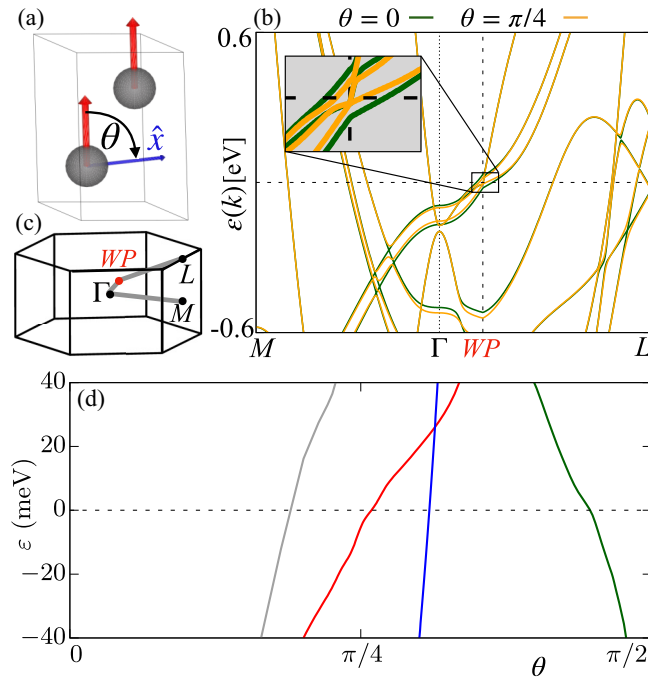 (a)
θ
x̂
(b)
θ = 0
θ = π/4
0.6
ε(k)[eV]
-0.6
M
Γ
WP
L
(c)
WP
L
Γ
M
(d)
40
20
0
−20
−40
ε (meV)
0
π/4
θ
π/2